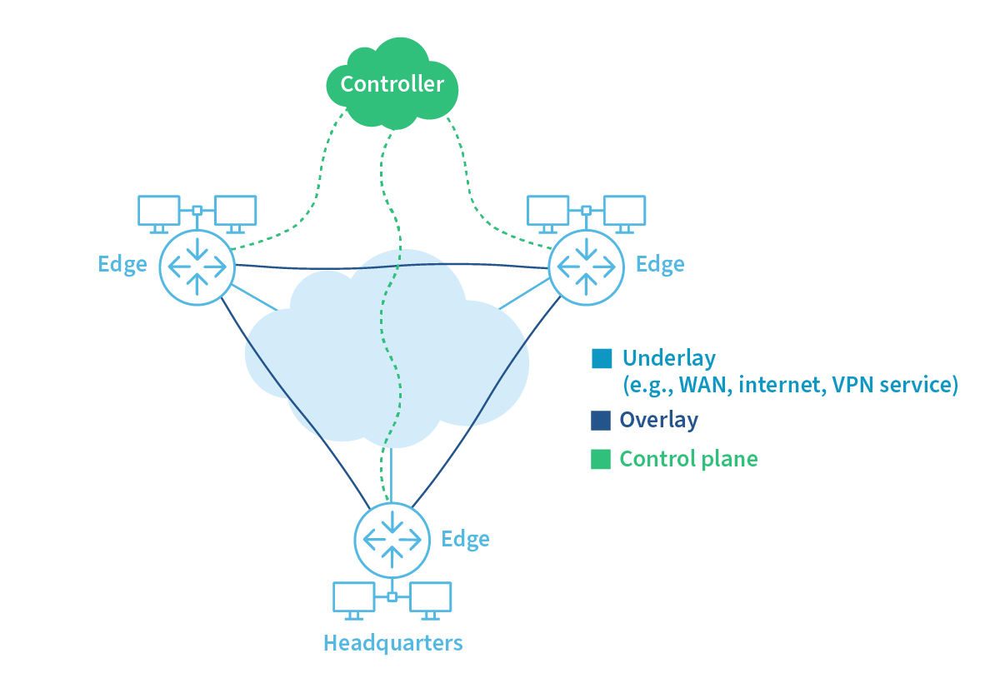 Controller
Edge
Edge
Underlay
(e.g., WAN, internet, VPN service)
Overlay
Control plane
Edge
Headquarters